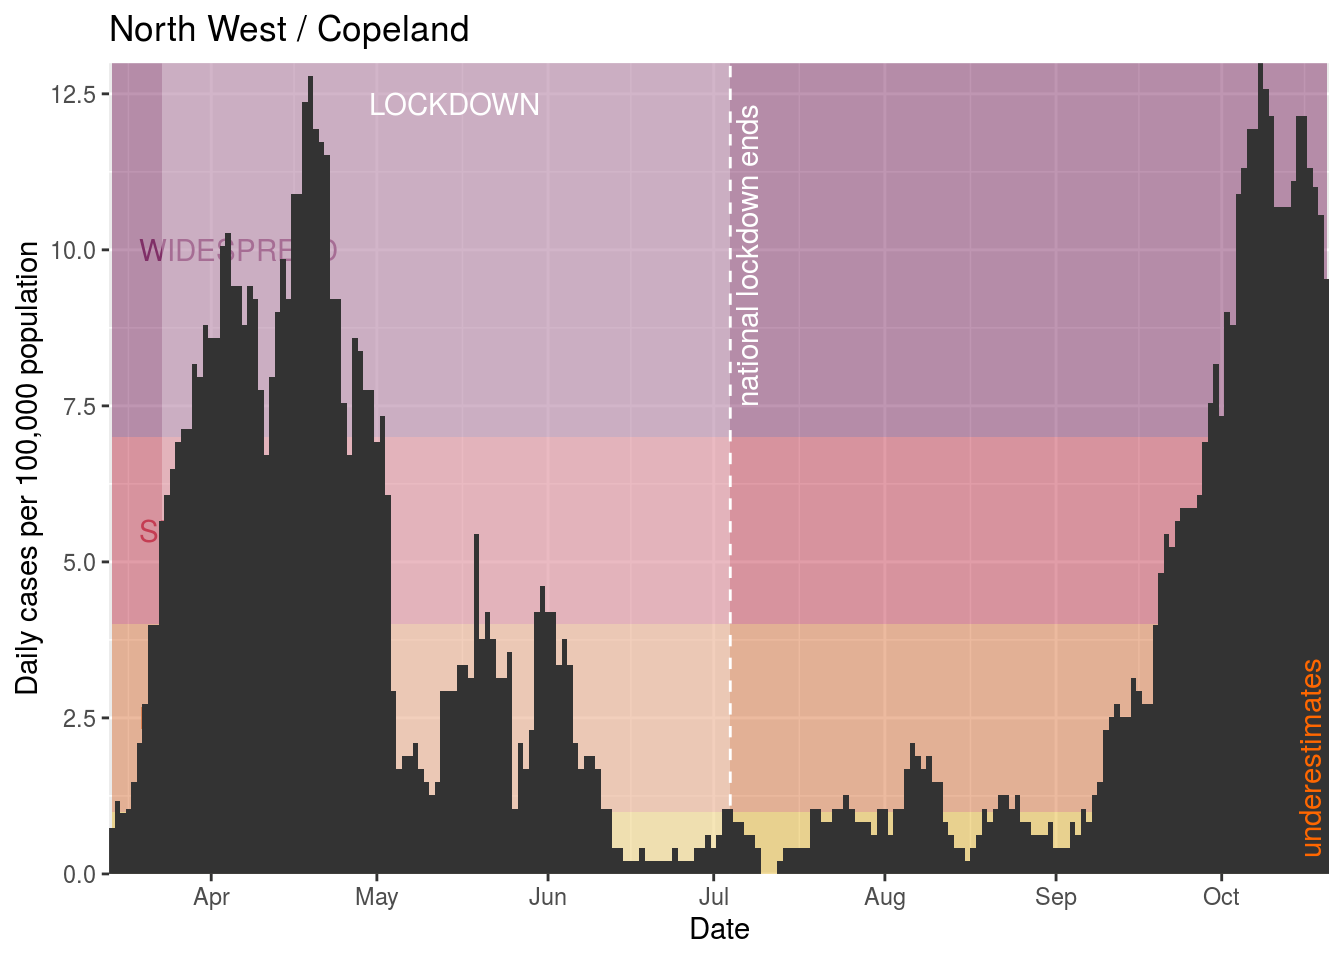 North West / Copeland
12.5
10.0
7.5
5.0
2.5
0.0
Daily cases per 100,000 population
LOCKDOWN
WIDESPREAD
S
national lockdown ends
underestimates
Apr
May
Jun
Jul
Aug
Sep
Oct
Date